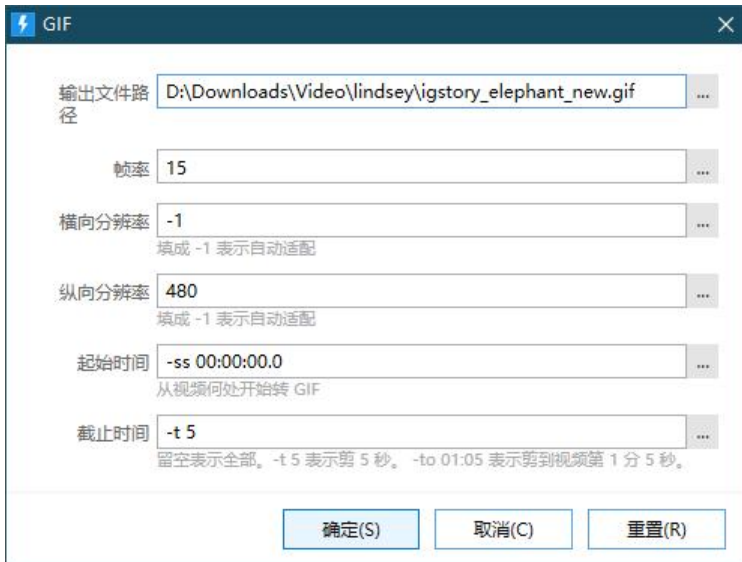 GIF
输出文件路
径
D:\Downloads\Video\lindsey\igstory_elephant_new.gif
...
帧率
15
...
横向分辨率
-1
...
填成 -1 表示自动适配
纵向分辨率
480
...
填成 -1 表示自动适配
起始时间
-ss 00:00:00.0
...
从视频何处开始转 GIF
截止时间
-t 5
...
留空表示全部。-t 5 表示剪 5 秒。 -to 01:05 表示剪到视频第 1 分 5 秒。
确定(S)
取消(C)
重置(R)